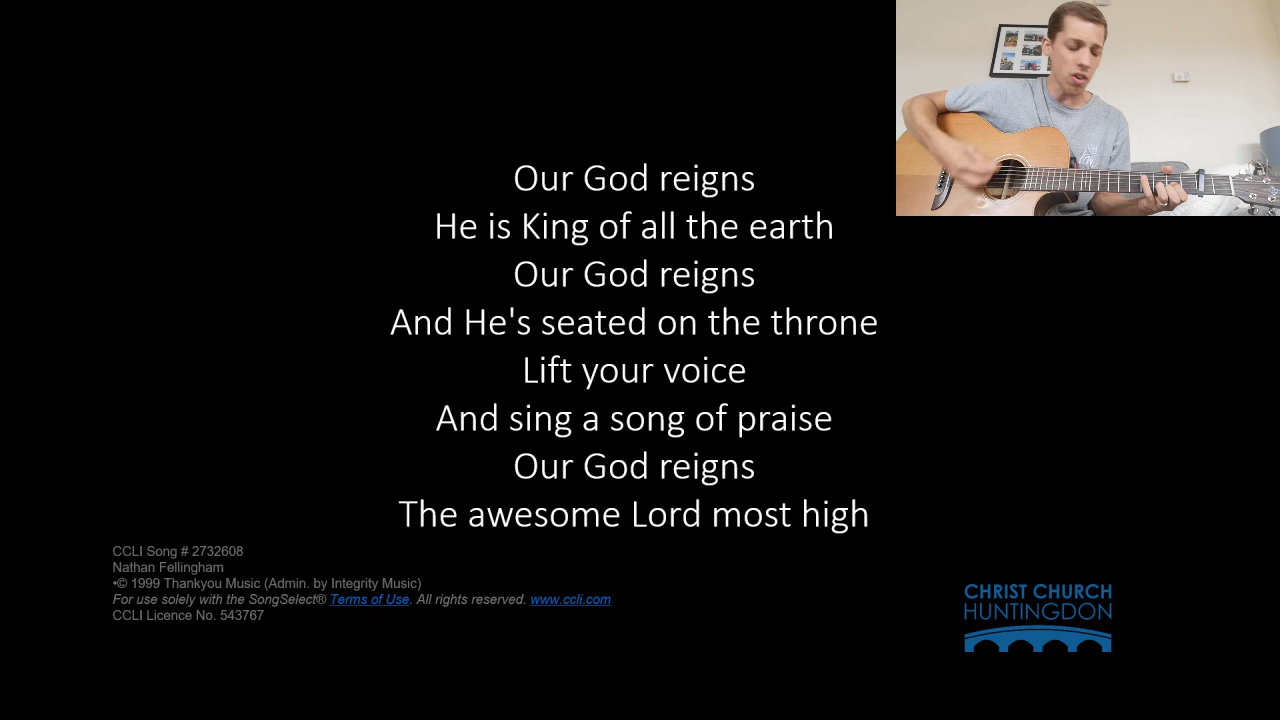 Our God reigns
He is King of all the earth
Our God reigns
And He's seated on the throne
Lift your voice
And sing a song of praise
Our God reigns
The awesome Lord most high
CCLI Song # 2732608
Nathan Fellingham
•© 1999 Thankyou Music (Admin. by Integrity Music)
For use solely with the SongSelect® Terms of Use. All rights reserved. www.ccli.com
CCLI Licence No. 543767
CHRIST CHURCH
HUNTINGDON